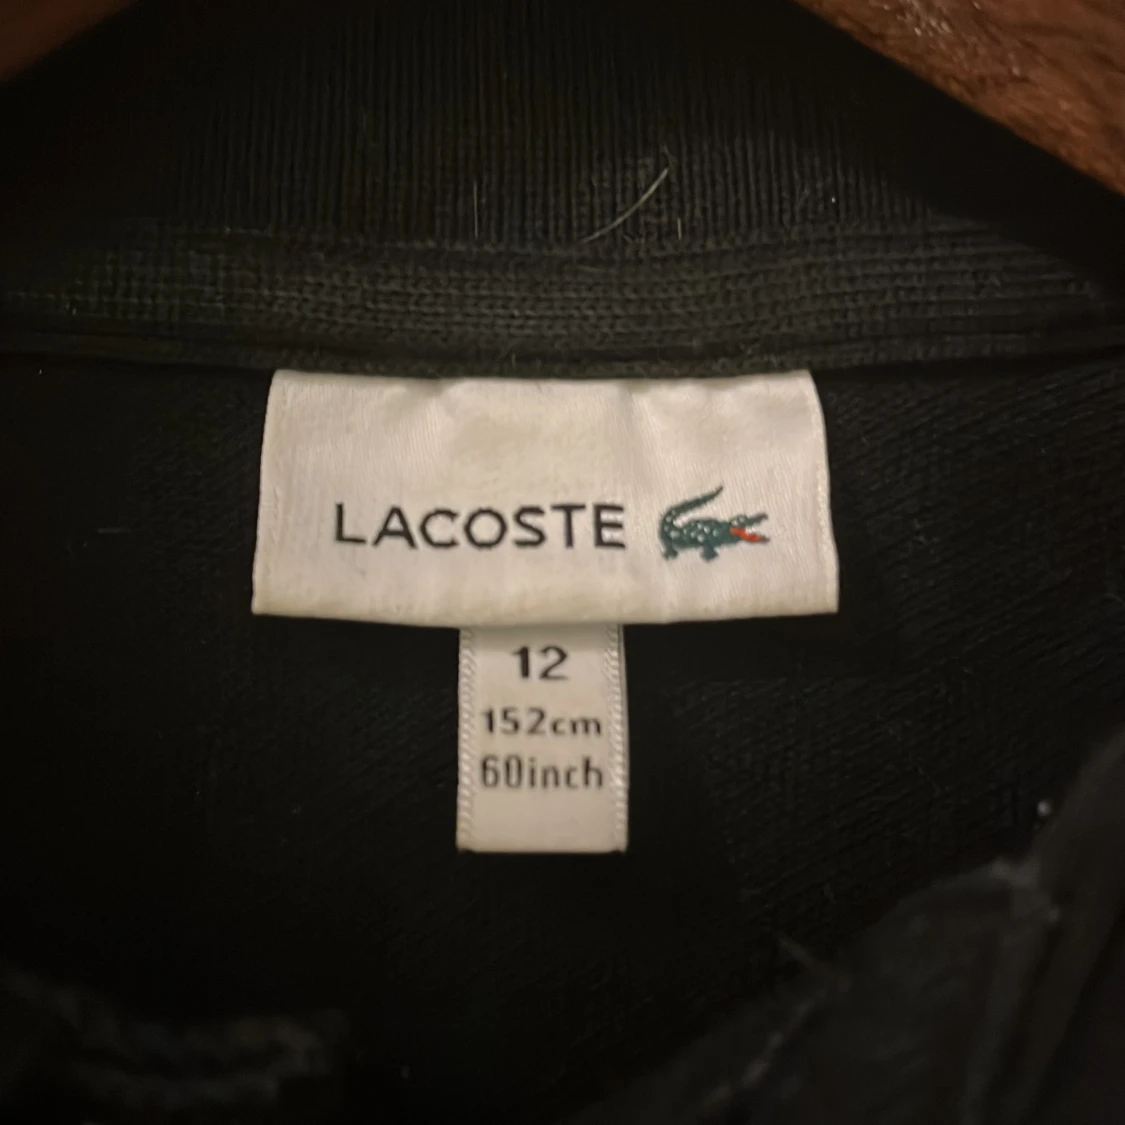 LACOSTE
12
152cm
60inch